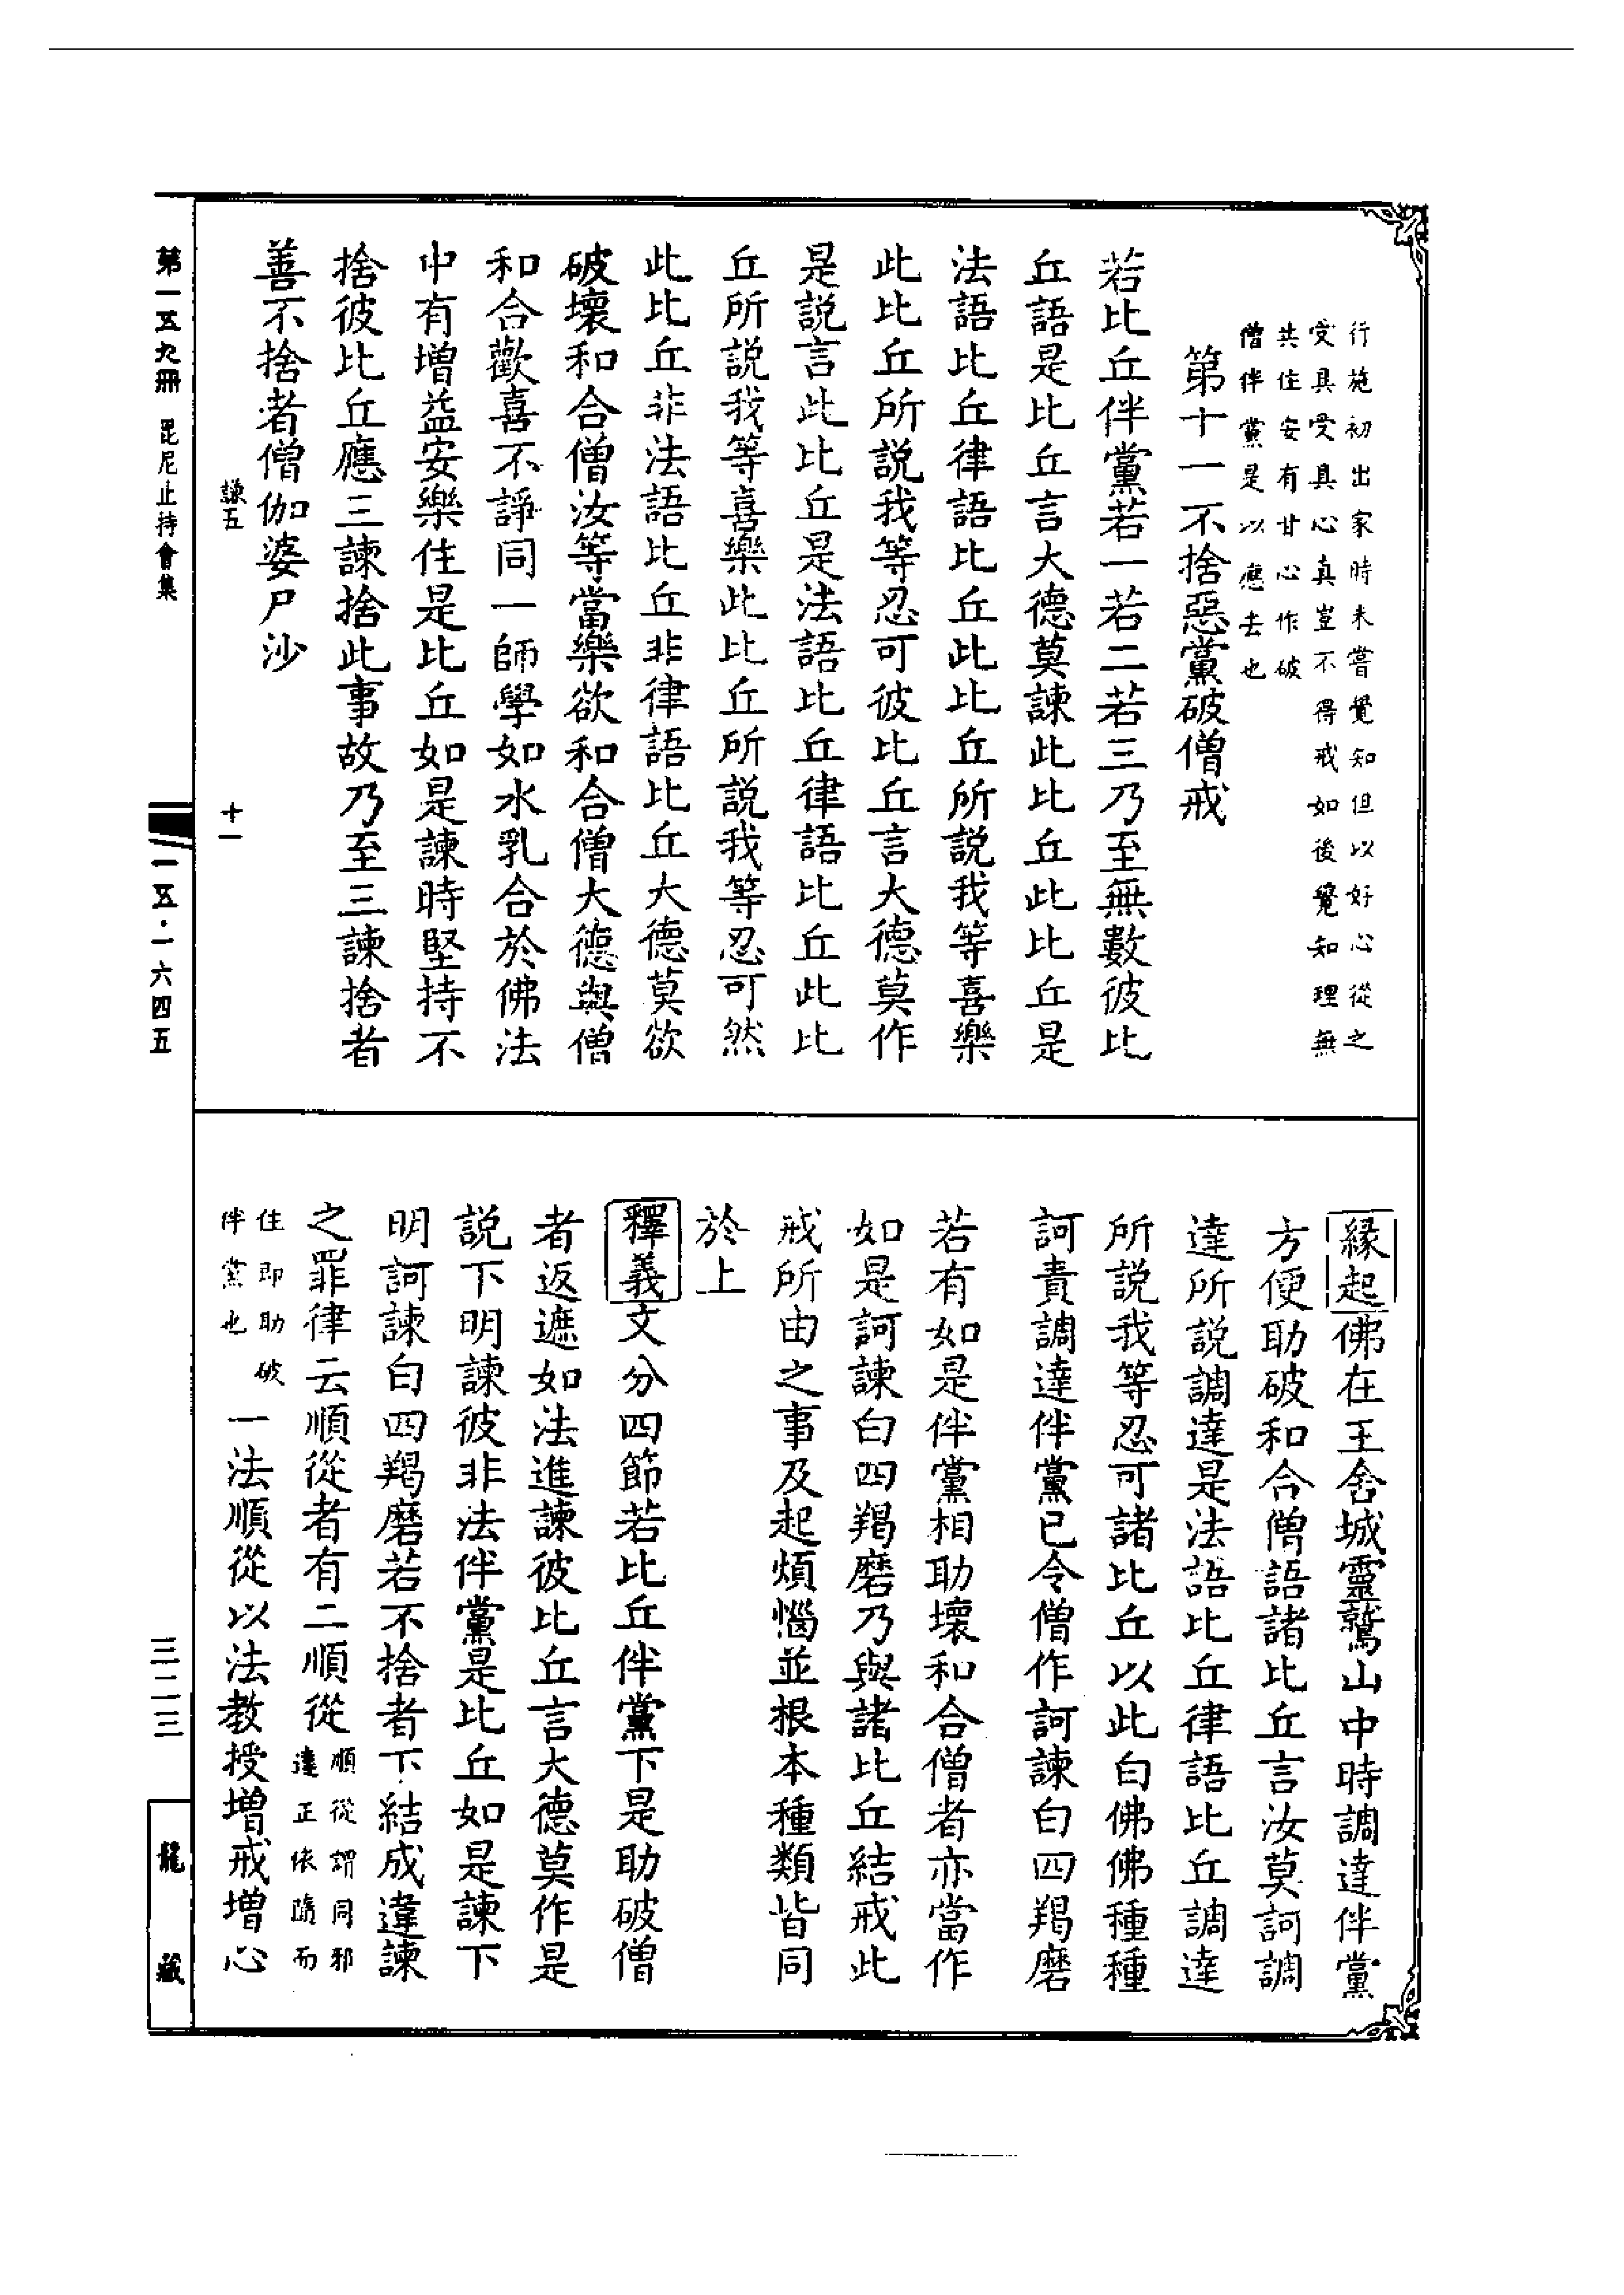 行施初出家時未嘗覺知但以好心從之
受具受具心真豈不得戒如後覺知理無
共住安有甘心作破
僧伴黨是以應去也
第十一不捨惡黨破僧戒
若比丘伴黨若一若二若三乃至無數彼比
丘語是比丘言大德莫諫此比丘此比丘是
法語比丘律語比丘此比丘所說我等喜樂
此比丘所說我等忍可彼比丘言大德莫作
是說言此比丘是法語比丘律語比丘此比
丘所說我等喜樂此比丘所說我等忍可然
此比丘非法語比丘非律語比丘大德莫欲
破壞和合僧汝等當樂欲和合僧大德與僧
和合歡喜不諍同一師學如水乳合於佛法
中有增益安樂住是比丘如是諫時堅持不
捨彼比丘應三諫捨此事故乃至三諫捨者
善不捨者僧伽婆尸沙
諫五 十一
緣起佛在王舍城靈鷲山中時調達伴黨
方便助破和合僧語諸比丘言汝莫訶調
達所說調達是法語比丘律語比丘調達
所說我等忍可諸比丘以此白佛佛種種
訶責調達伴黨已令僧作訶諫白四羯磨
若有如是伴黨相助壞和合僧者亦當作
如是訶諫白四羯磨乃與諸比丘結戒此
戒所由之事及起煩惱並根本種類皆同
於上
釋義文分四節若比丘伴黨下是助破僧
者返遮如法進諫彼比丘言大德莫作是
說下明諫彼非法伴黨是比丘如是諫下
明訶諫白四羯磨若不捨者下結成違諫
之罪律云順從者有二順從順從謂同邪違正依隨而
住即助破伴黨也一法順從以法教授增戒增心
第一五九冊 毘尼止持會集
一五·一六四五
三二三
龍藏